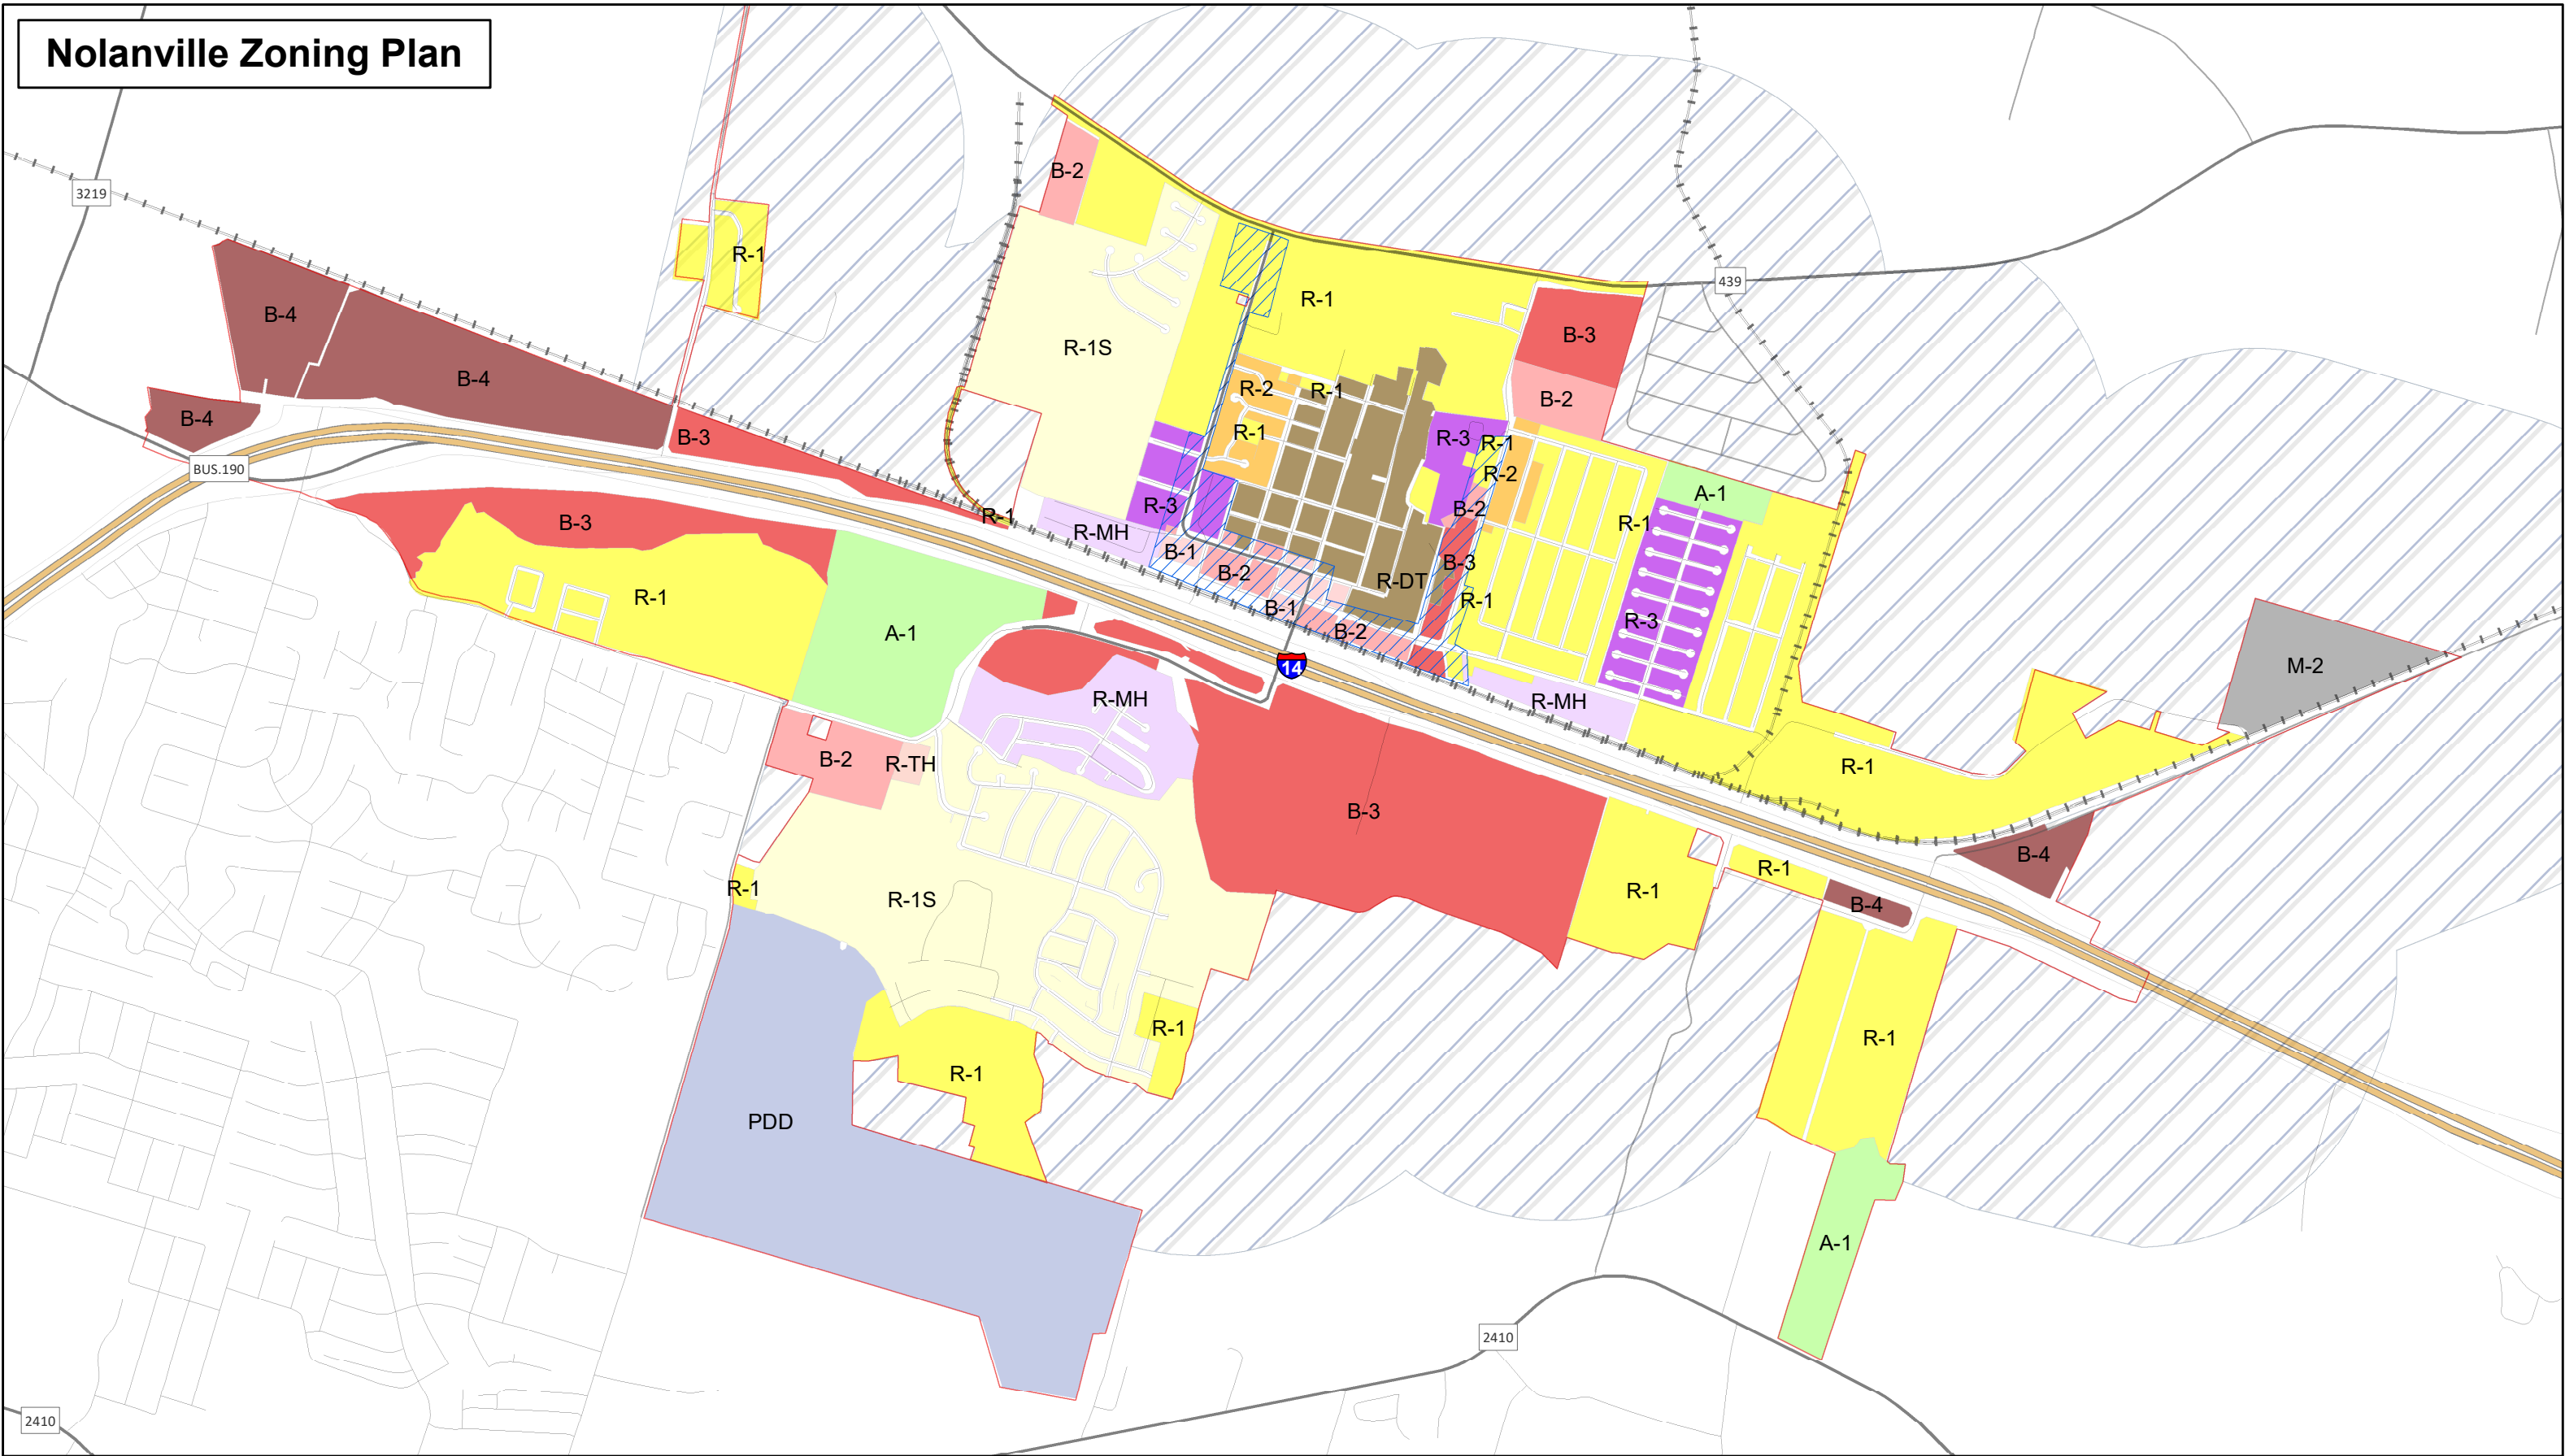 Nolanville Zoning Plan
B-2
3219
R-1
439
R-1
B-4
B-3
R-1S
B-4
R-2
R-1
B-2
B-4
R-1
B-3
R-3
R-1
BUS.190
R-2
A-1
R-3
B-2
R-1
B-3
R-1
R-MH
B-1
B-3
B-2
R-DT
R-1
R-1
B-1
R-3
A-1
B-2
14
M-2
R-MH
R-MH
B-2
R-TH
R-1
B-3
B-4
R-1
R-1
R-1
R-1S
B-4
R-1
R-1
R-1
PDD
A-1
2410
2410